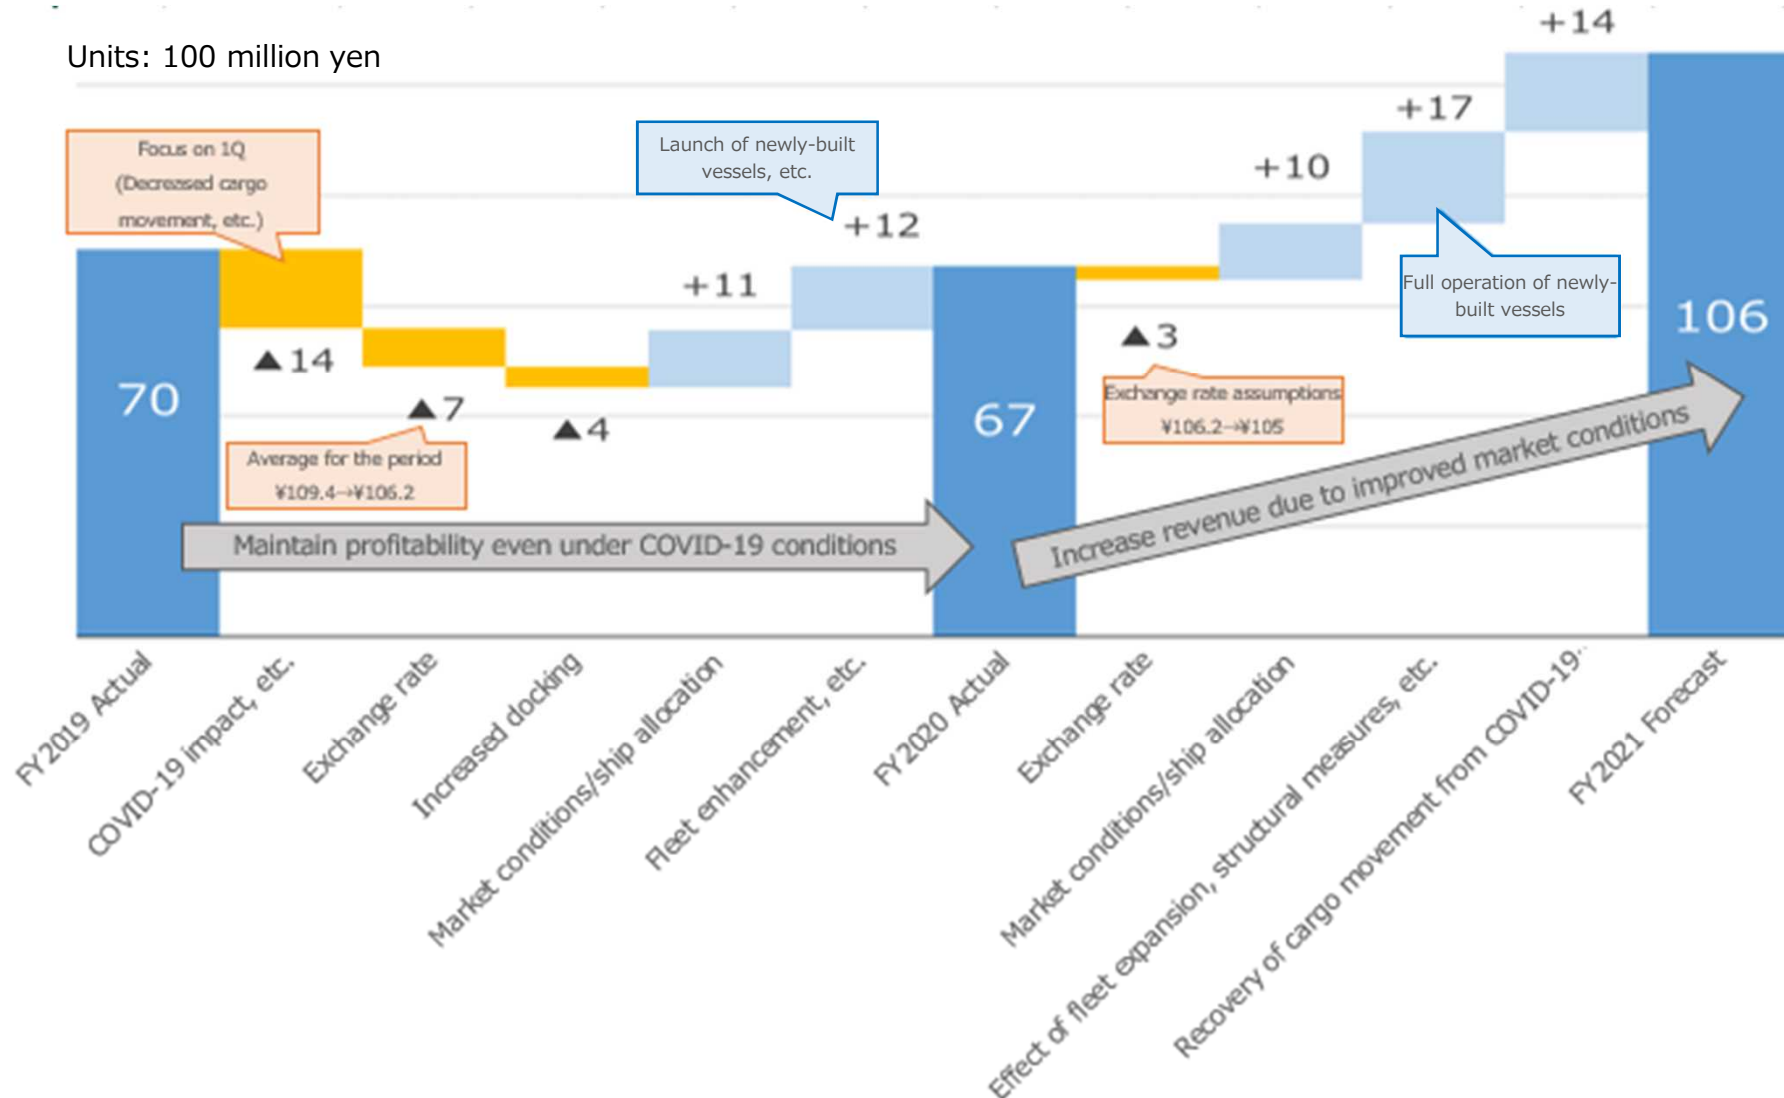 Units: 100 million yen
+14
+17
+10
Focus on 1Q
(Decreased cargo
movement, etc.)
Launch of newly-built
vessels, etc.
+12
+11
Full operation of newly-
built vessels
106
▲3
▲14
70
▲7
▲4
67
Exchange rate assumptions
¥106.2→¥105
Average for the period
¥109.4→¥106.2
Maintain profitability even under COVID-19 conditions
Increase revenue due to improved market conditions
FY2019 Actual
COVID-19 impact, etc.
Exchange rate
Increased docking
Market conditions/ship allocation
Fleet enhancement, etc.
FY2020 Actual
Exchange rate
Market conditions/ship allocation
Effect of fleet expansion, structural measures, etc.
Recovery of cargo movement from COVID-19…
FY2021 Forecast